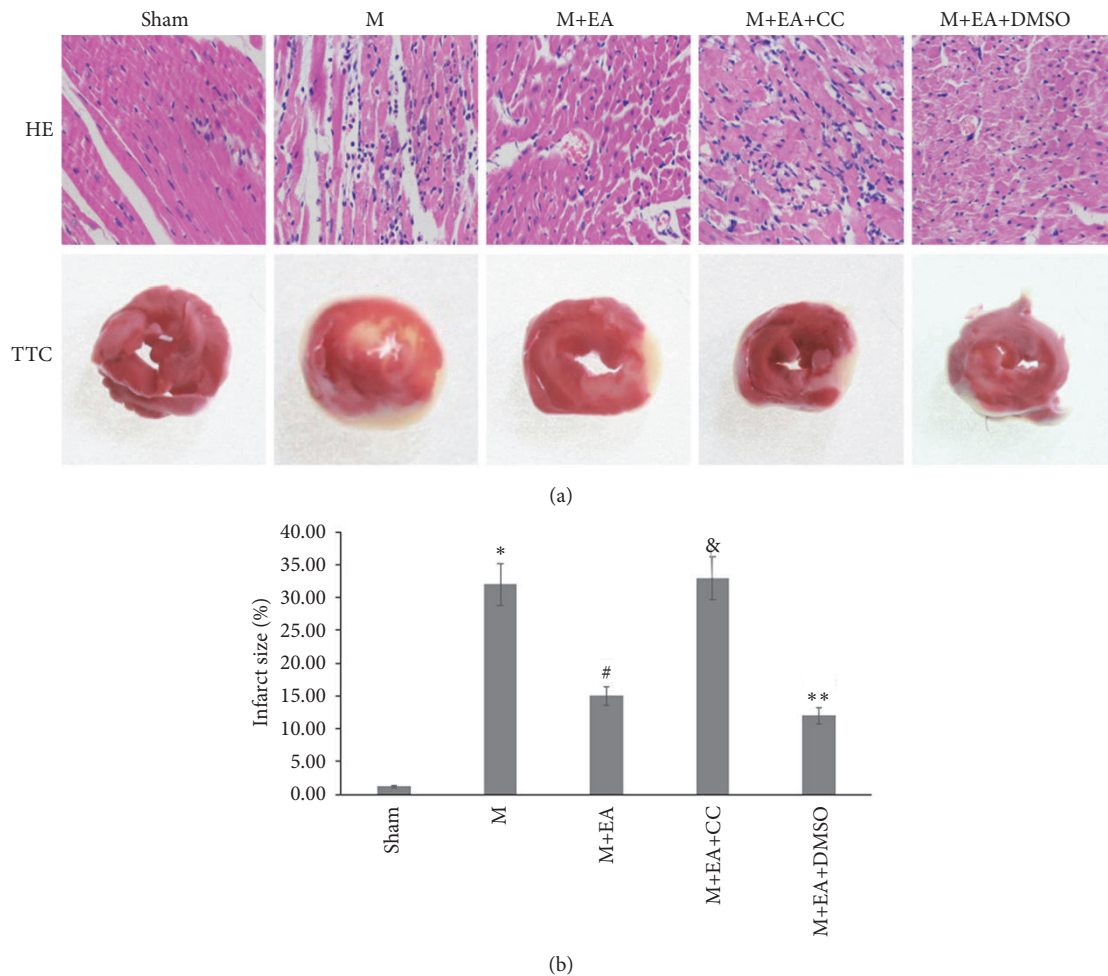 Sham M M+EA M+EA+CC M+EA+DMSO
HE
TTC
(a)
40.00
35.00
30.00
25.00
20.00
15.00
10.00
5.00
0.00
Infarct size (%)
*
#
&
**
Sham
M
M+EA
M+EA+CC
M+EA+DMSO
(b)